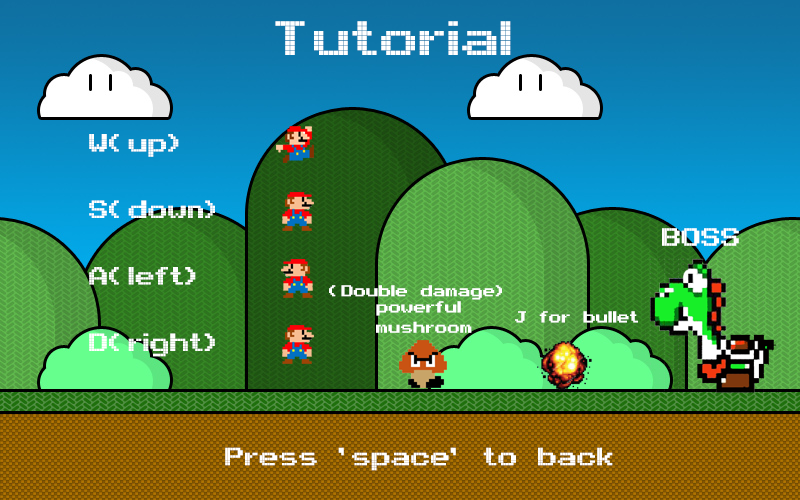 Tutorial
W( up)
S( down)
A( left)
D( right)
(Double damage)
powerful
mushroom
J for bullet
BOSS
Press 'space' to back